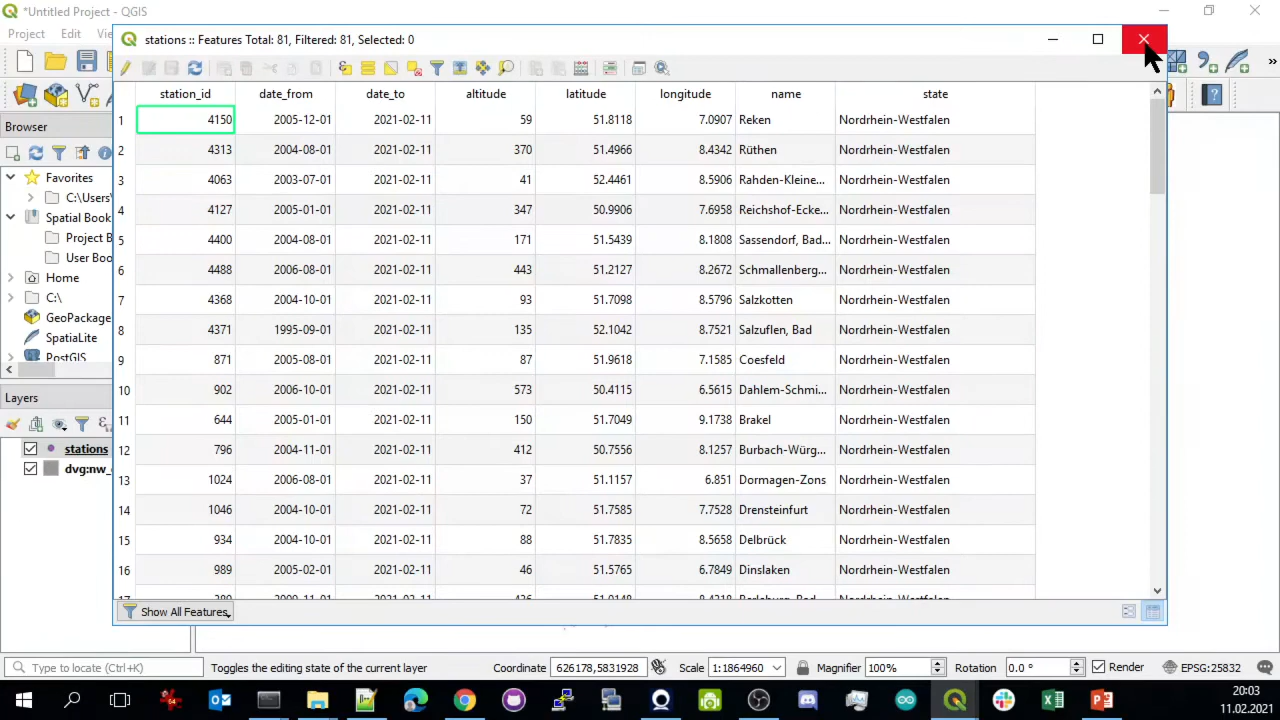 *Untitled Project - QGIS
Project Edit
stations :: Features Total: 81, Filtered: 81, Selected: 0
station_id date_from date_to altitude latitude longitude name state
1 4150 2005-12-01 2021-02-11 59 51.8118 7.0907 Reken Nordrhein-Westfalen
2 4313 2004-08-01 2021-02-11 370 51.4966 8.4342 Rüthen Nordrhein-Westfalen
3 4063 2003-07-01 2021-02-11 41 52.4461 8.5906 Rahden-Kleine... Nordrhein-Westfalen
4 4127 2005-01-01 2021-02-11 347 50.9906 7.6958 Reichshof-Ecke... Nordrhein-Westfalen
5 4400 2004-08-01 2021-02-11 171 51.5439 8.1808 Sassendorf, Bad... Nordrhein-Westfalen
6 4488 2006-08-01 2021-02-11 443 51.2127 8.2672 Schmallenberg... Nordrhein-Westfalen
7 4368 2004-10-01 2021-02-11 93 51.7098 8.5796 Salzkotten Nordrhein-Westfalen
8 4371 1995-09-01 2021-02-11 135 52.1042 8.7521 Salzuflen, Bad Nordrhein-Westfalen
9 871 2005-08-01 2021-02-11 87 51.9618 7.1585 Coesfeld Nordrhein-Westfalen
10 902 2006-10-01 2021-02-11 573 50.4115 6.5615 Dahlem-Schmi... Nordrhein-Westfalen
11 644 2005-01-01 2021-02-11 150 51.7049 9.1738 Brakel Nordrhein-Westfalen
12 796 2004-11-01 2021-02-11 412 50.7556 8.1257 Burbach-Würg... Nordrhein-Westfalen
13 1024 2006-08-01 2021-02-11 37 51.1157 6.851 Dormagen-Zons Nordrhein-Westfalen
14 1046 2004-10-01 2021-02-11 72 51.7585 7.7528 Drensteinfurt Nordrhein-Westfalen
15 934 2004-10-01 2021-02-11 88 51.7835 8.5658 Delbrück Nordrhein-Westfalen
16 989 2005-02-01 2021-02-11 46 51.5765 6.7849 Dinslaken Nordrhein-Westfalen
Show All Features
Browser
Favorites
C:\Users\
Spatial Book
Project B
User Boo
Home
C:\
GeoPackage
SpatiaLite
PostGIS
Layers
stations
dvg:nw_
Type to locate (Ctrl+K) Toggles the editing state of the current layer Coordinate 626178,5831928 Scale 1:1864960 Magnifier 100% Rotation 0.0 ° Render EPSG:25832
20:03
11.02.2021